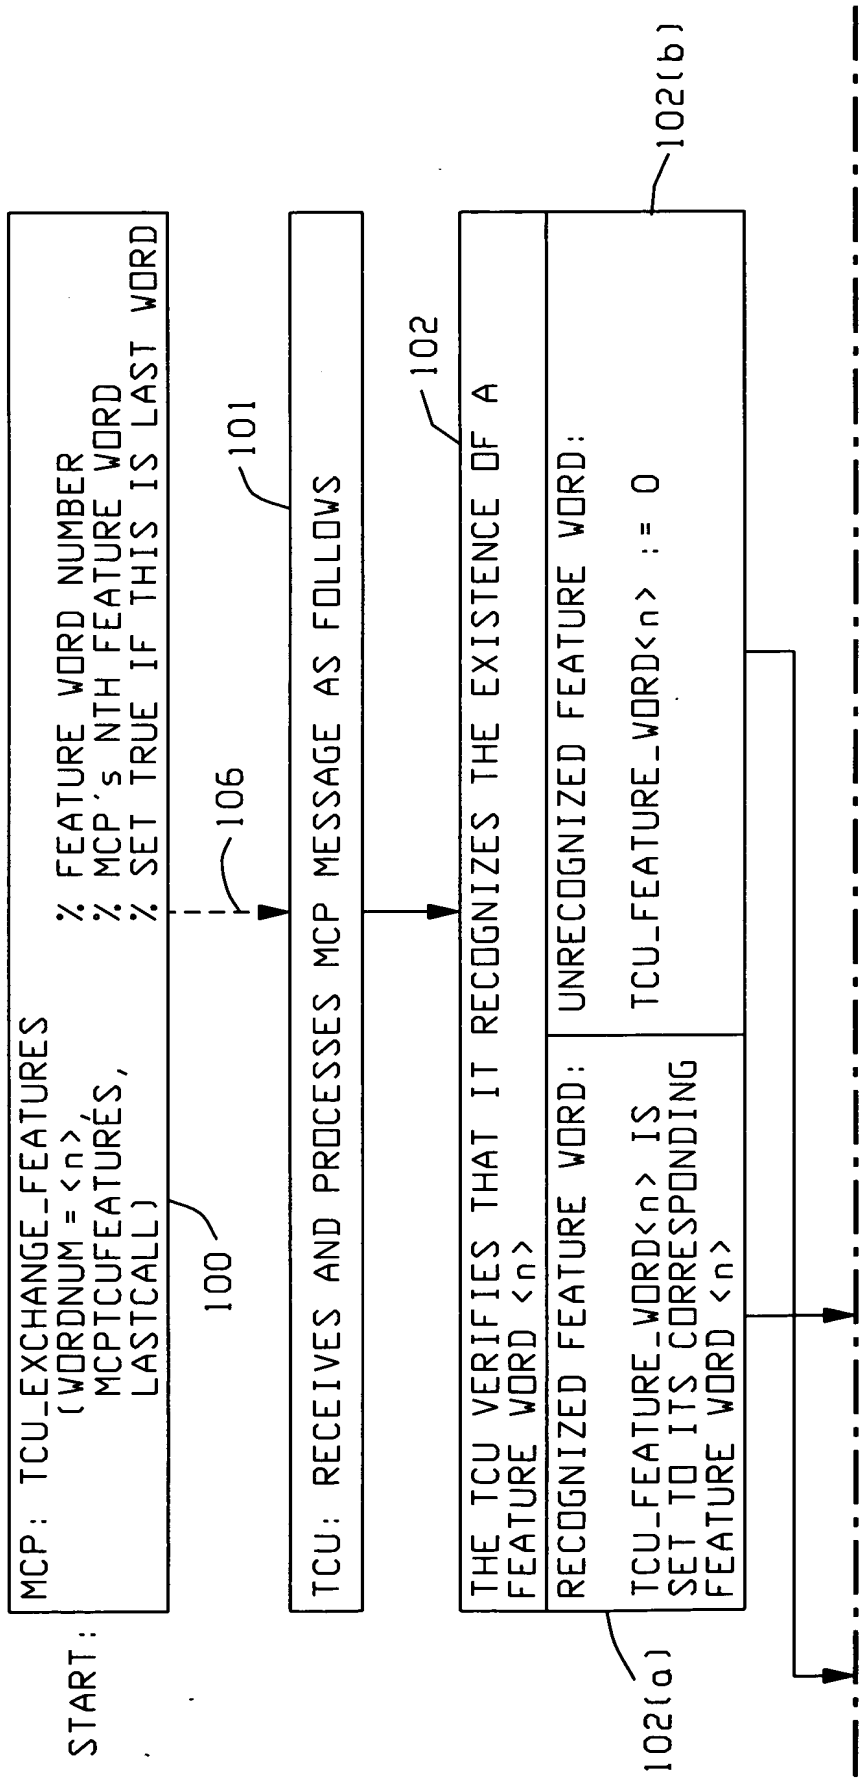 START:
MCP: TCU_EXCHANGE_FEATURES
(WORDNUM = <n>, % FEATURE WORD NUMBER
MCPTCUFEATURES, % MCP's NTH FEATURE WORD
LASTCALL) % SET TRUE IF THIS IS LAST WORD
100
106
101
TCU: RECEIVES AND PROCESSES MCP MESSAGE AS FOLLOWS
102
THE TCU VERIFIES THAT IT RECOGNIZES THE EXISTENCE OF A
FEATURE WORD <n>
RECOGNIZED FEATURE WORD:
TCU_FEATURE_WORD<n> IS
SET TO ITS CORRESPONDING
FEATURE WORD <n>
UNRECOGNIZED FEATURE WORD:
TCU_FEATURE_WORD<n> := 0
102(a)
102(b)